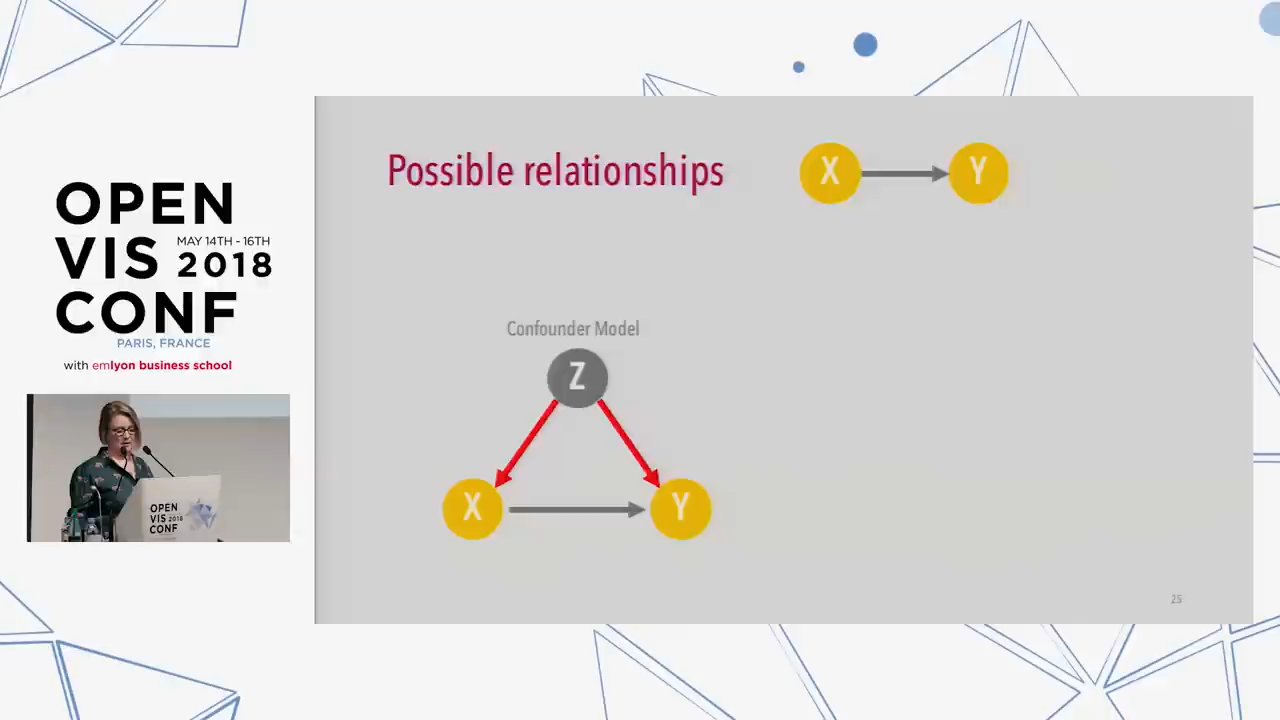 OPEN
VIS MAY 14TH - 16TH 2018
CONF
PARIS, FRANCE
with emlyon business school
OPEN
VIS 2018
CONF
Possible relationships
X
Y
Confounder Model
Z
X
Y
25